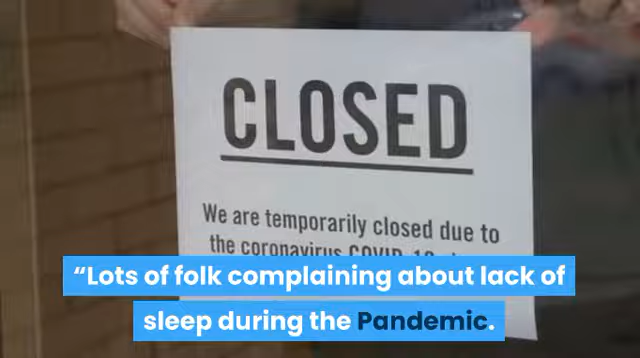 CLOSED
We are temporarily closed due to
the coronavirus COVID-19
“Lots of folk complaining about lack of
sleep during the Pandemic.